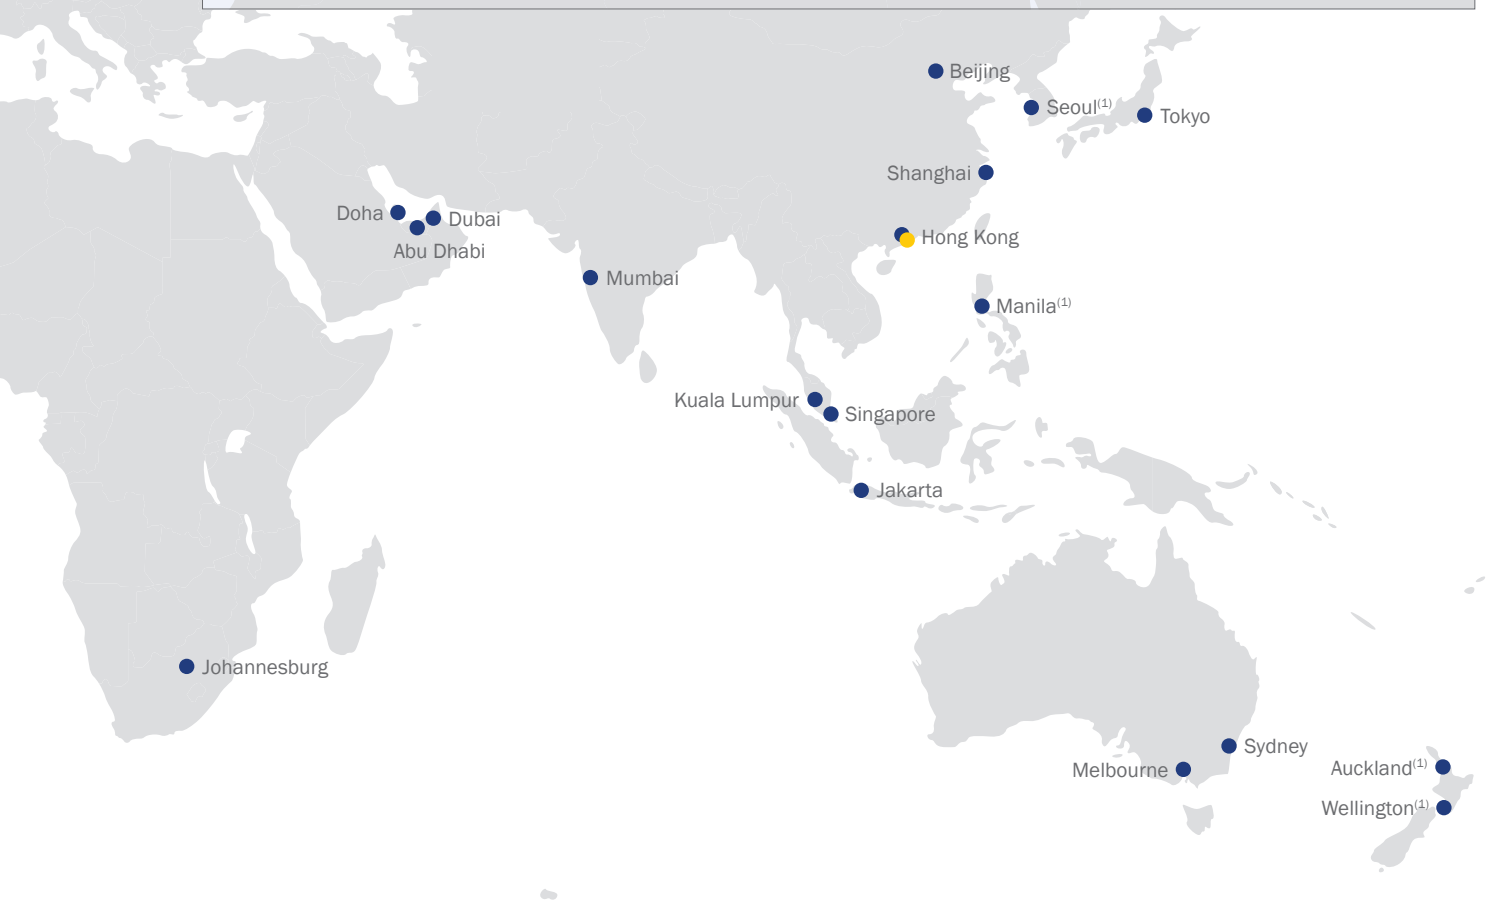 Beijing
Seoul(1)
Tokyo
Shanghai
Doha
Dubai
Abu Dhabi
Hong Kong
Mumbai
Manila(1)
Kuala Lumpur
Singapore
Jakarta
Johannesburg
Sydney
Melbourne
Auckland(1)
Wellington(1)